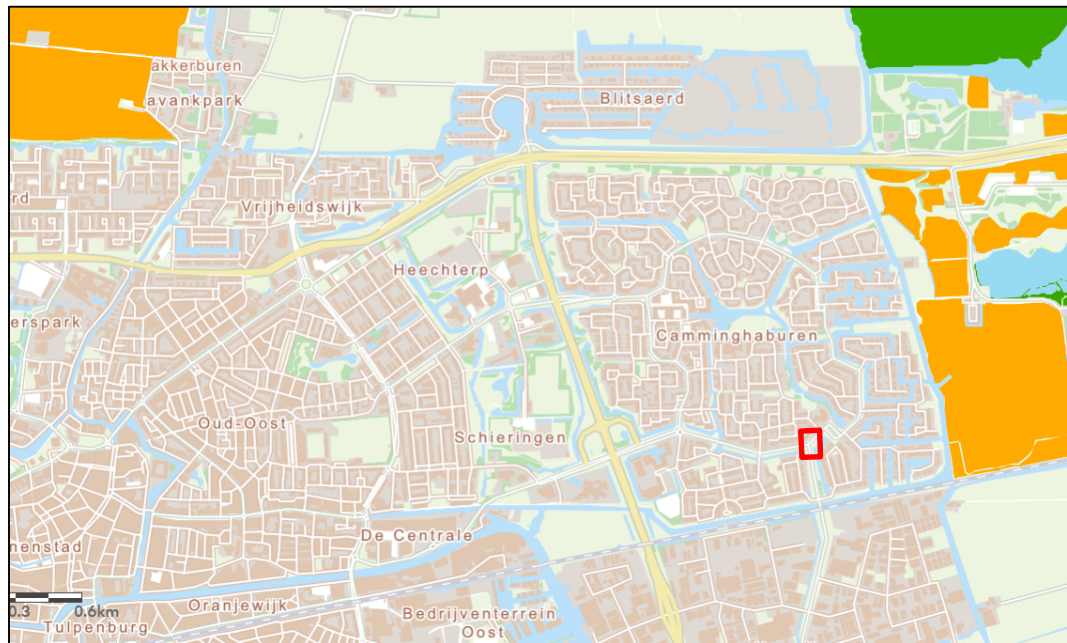 akkerburen
avankpark
Blitsaerd
rd
Vrijheidswijk
Heechterp
erspark
Camminghaburen
Oud-Oost
Schieringen
De Centrale
nenstad
0.3 0.6km
Oranjewijk
Tulpenburg
Bedrijventerrein
Oost